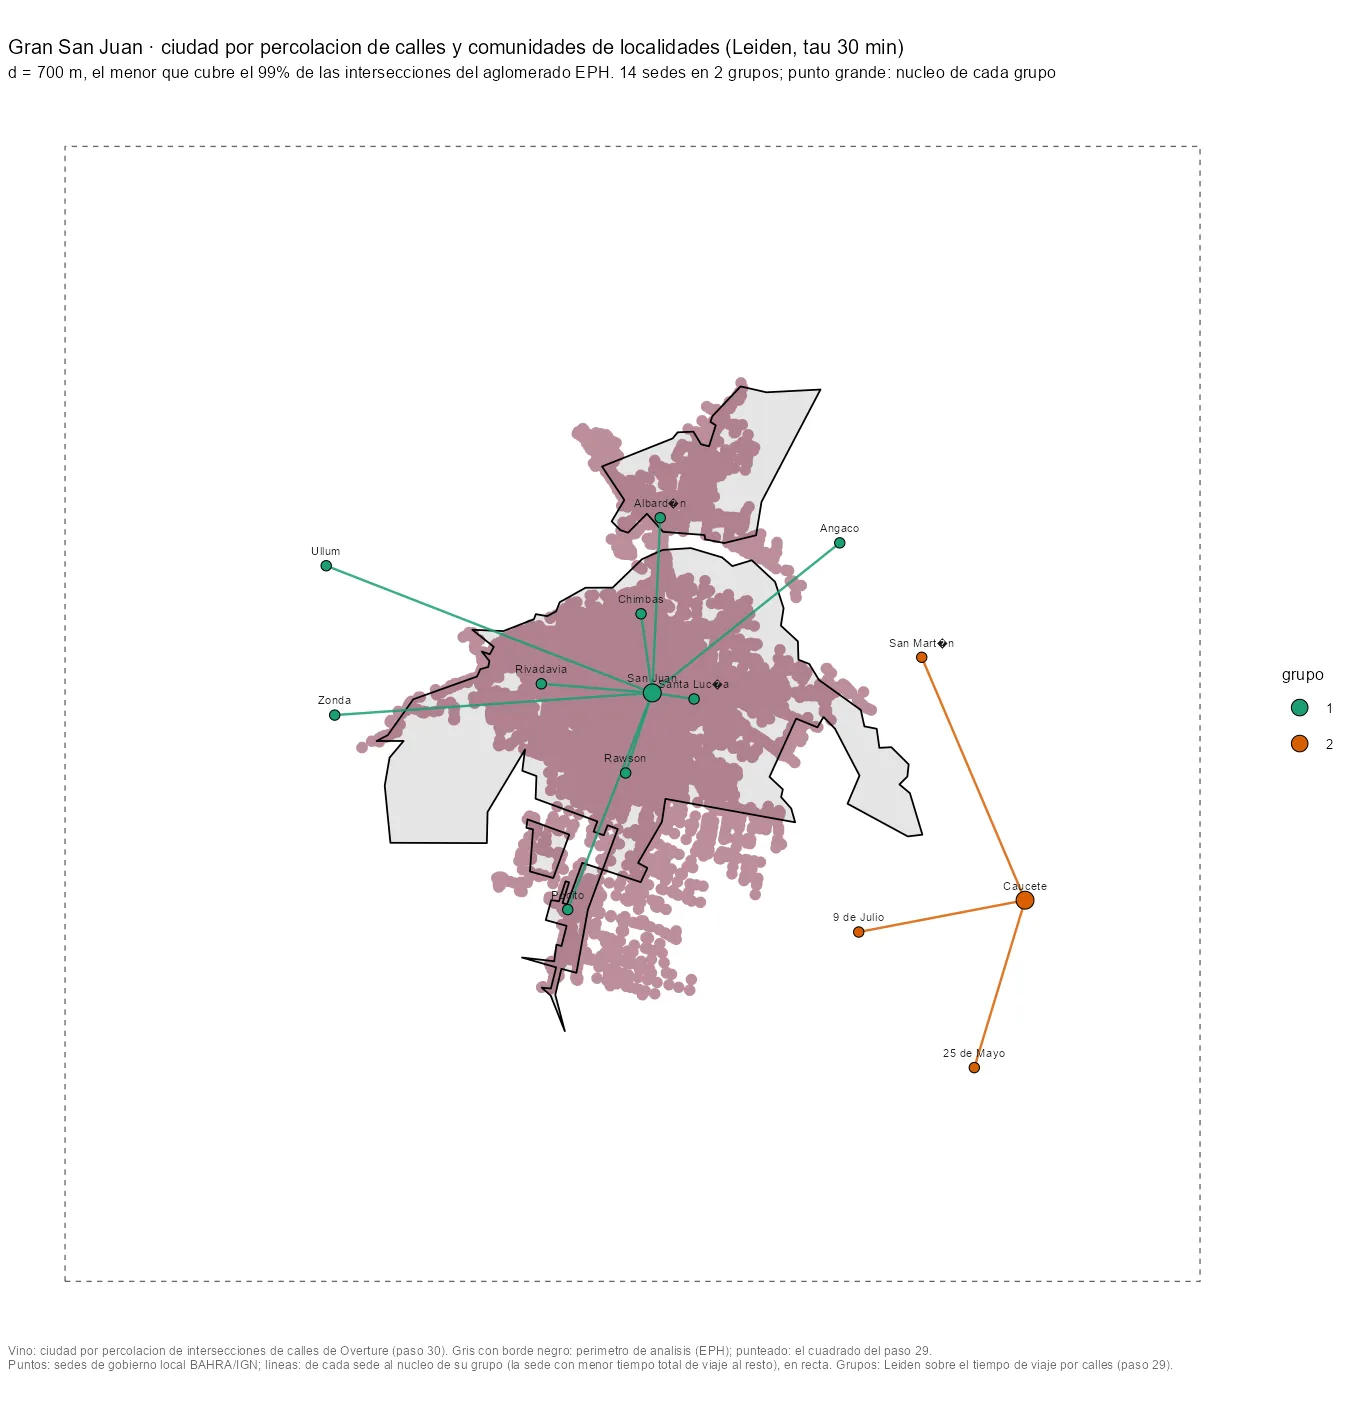 Gran San Juan · ciudad por percolacion de calles y comunidades de localidades (Leiden, tau 30 min)
d = 700 m, el menor que cubre el 99% de las intersecciones del aglomerado EPH. 14 sedes en 2 grupos; punto grande: nucleo de cada grupo
Albard�n
Angaco
Ullum
Chimbas
San Mart�n
Rivadavia
San Juan
Santa Luc�a
Zonda
Rawson
Pocito
Caucete
9 de Julio
25 de Mayo
grupo
1
2
Vino: ciudad por percolacion de intersecciones de calles de Overture (paso 30). Gris con borde negro: perimetro de analisis (EPH); punteado: el cuadrado del paso 29.
Puntos: sedes de gobierno local BAHRA/IGN; lineas: de cada sede al nucleo de su grupo (la sede con menor tiempo total de viaje al resto), en recta. Grupos: Leiden sobre el tiempo de viaje por calles (paso 29).